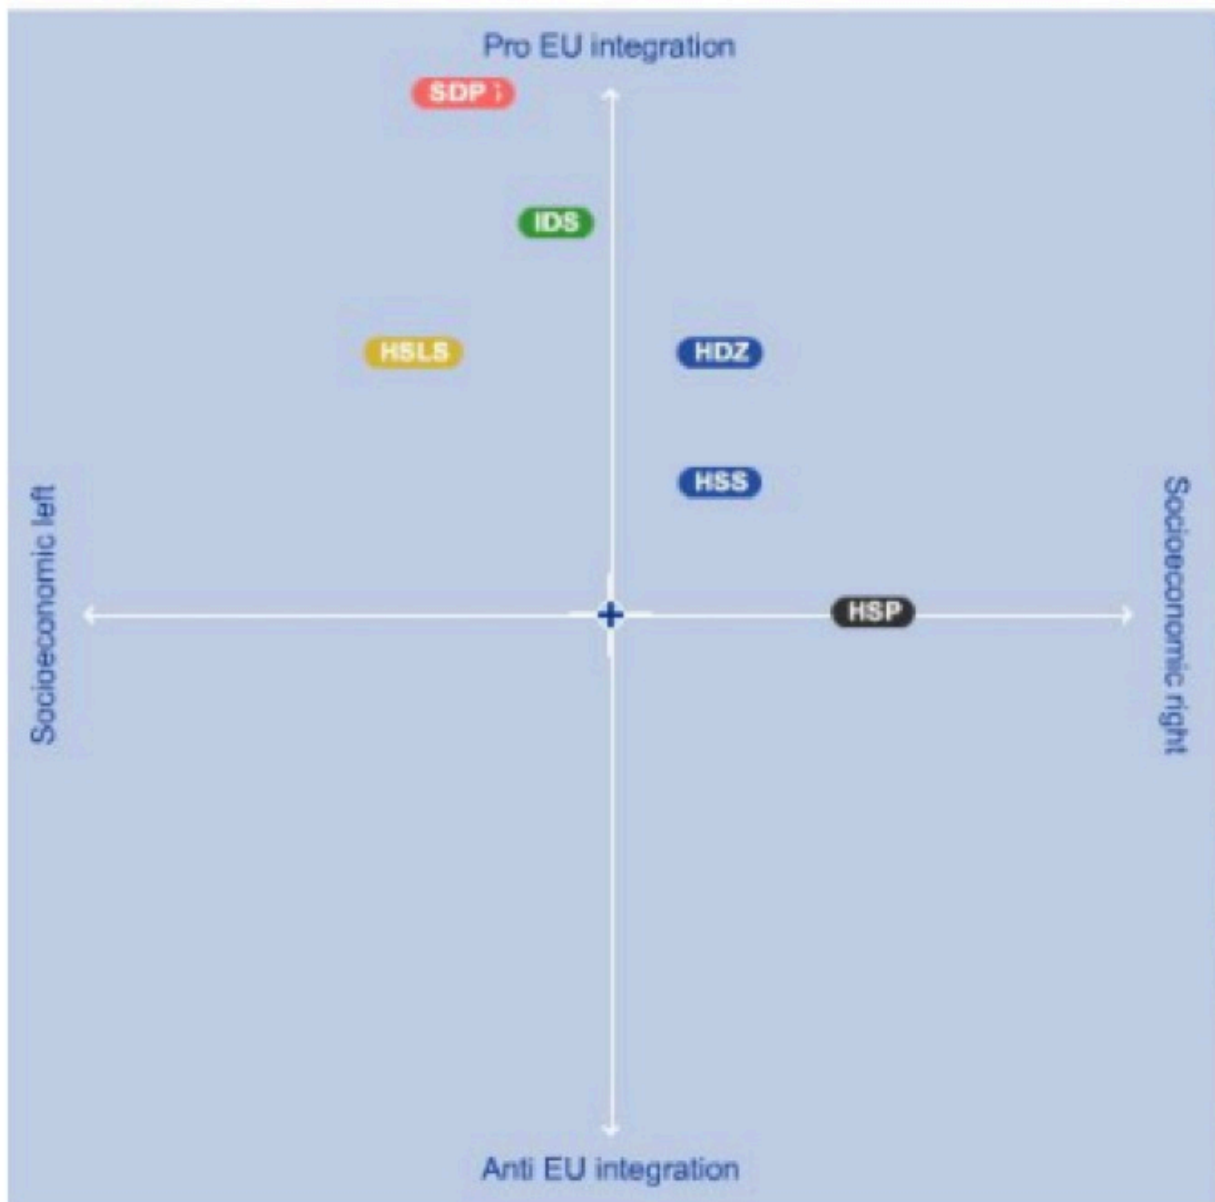 Pro EU integration
SDP
IDS
HSLS
HDZ
HSS
Socioeconomic left
HSP
Socioeconomic right
Anti EU integration